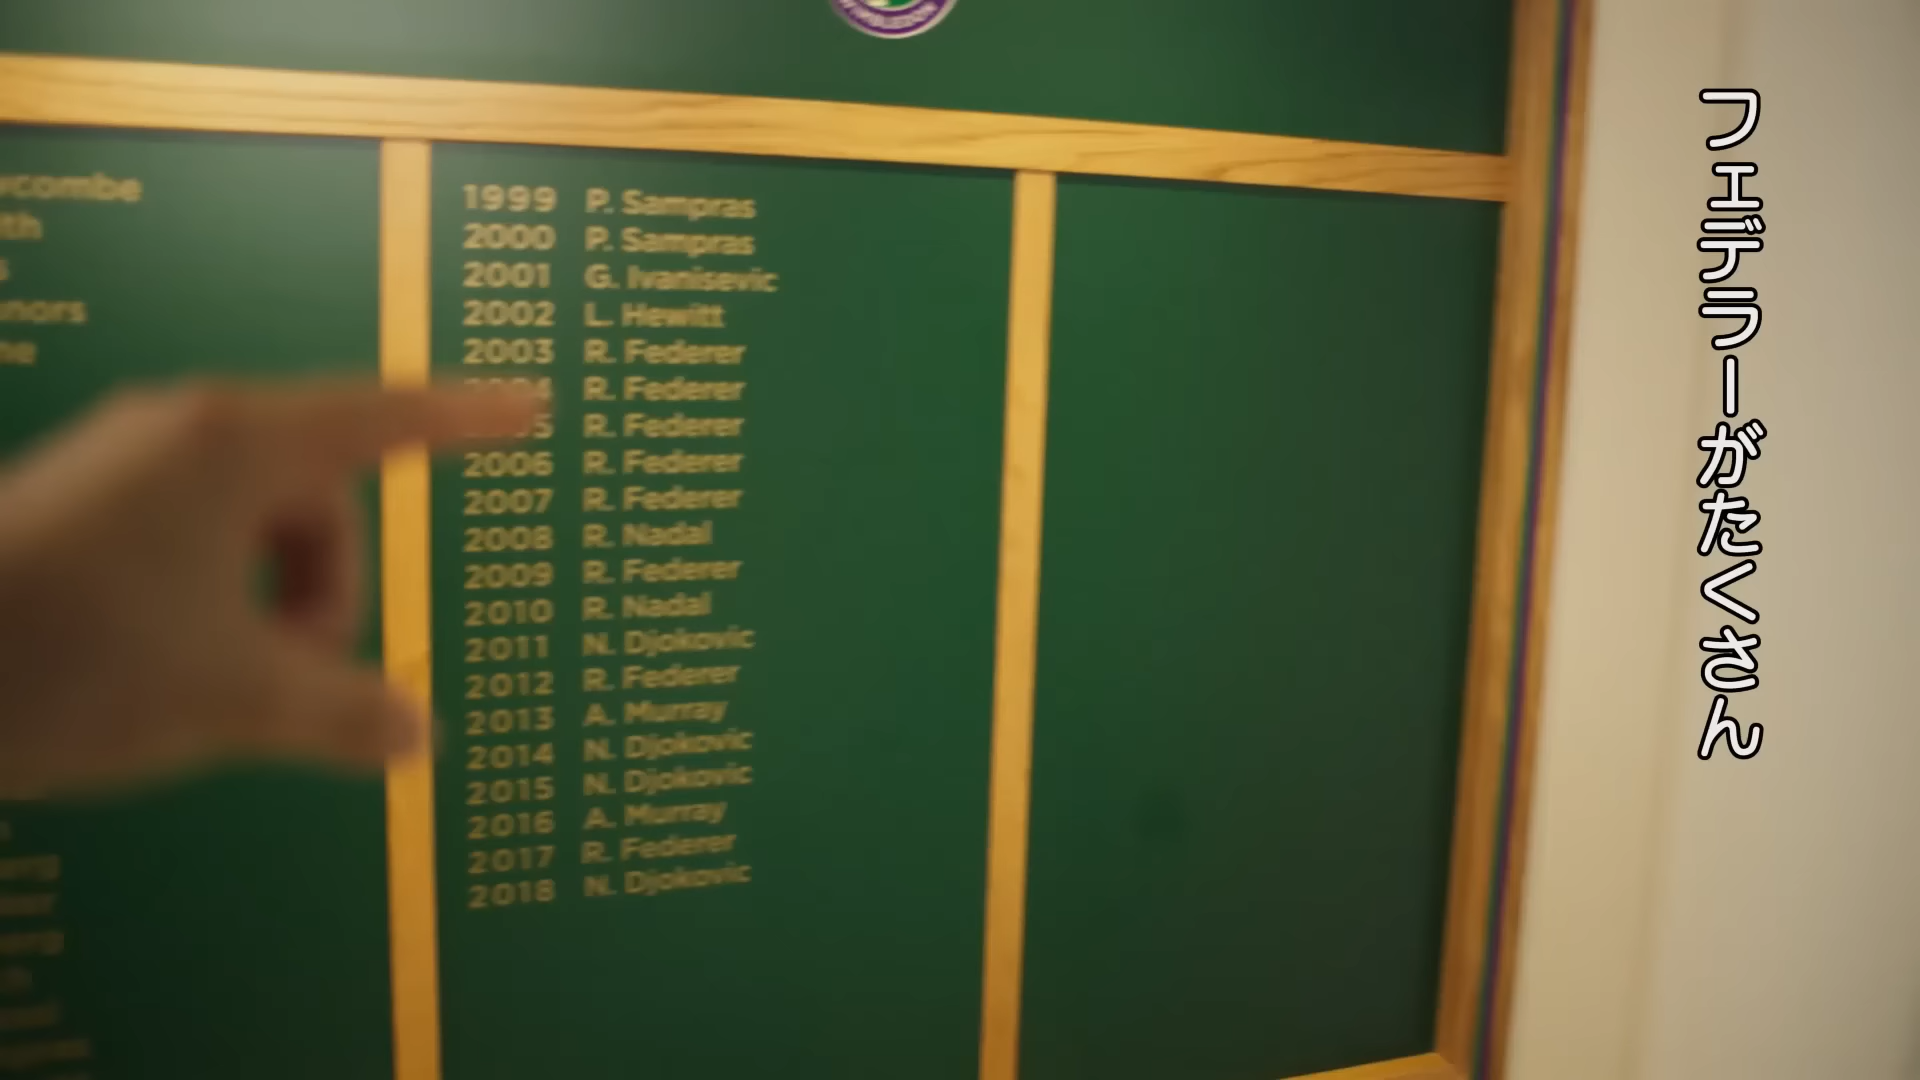 WIMBLEDON
1999 P. Sampras
2000 P. Sampras
2001 G. Ivanisevic
2002 L. Hewitt
2003 R. Federer
R. Federer
R. Federer
2006 R. Federer
2007 R. Federer
2008 R. Nadal
2009 R. Federer
2010 R. Nadal
2011 N. Djokovic
2012 R. Federer
2013 A. Murray
2014 N. Djokovic
2015 N. Djokovic
2016 A. Murray
2017 R. Federer
2018 N. Djokovic
フェデラーがたくさん